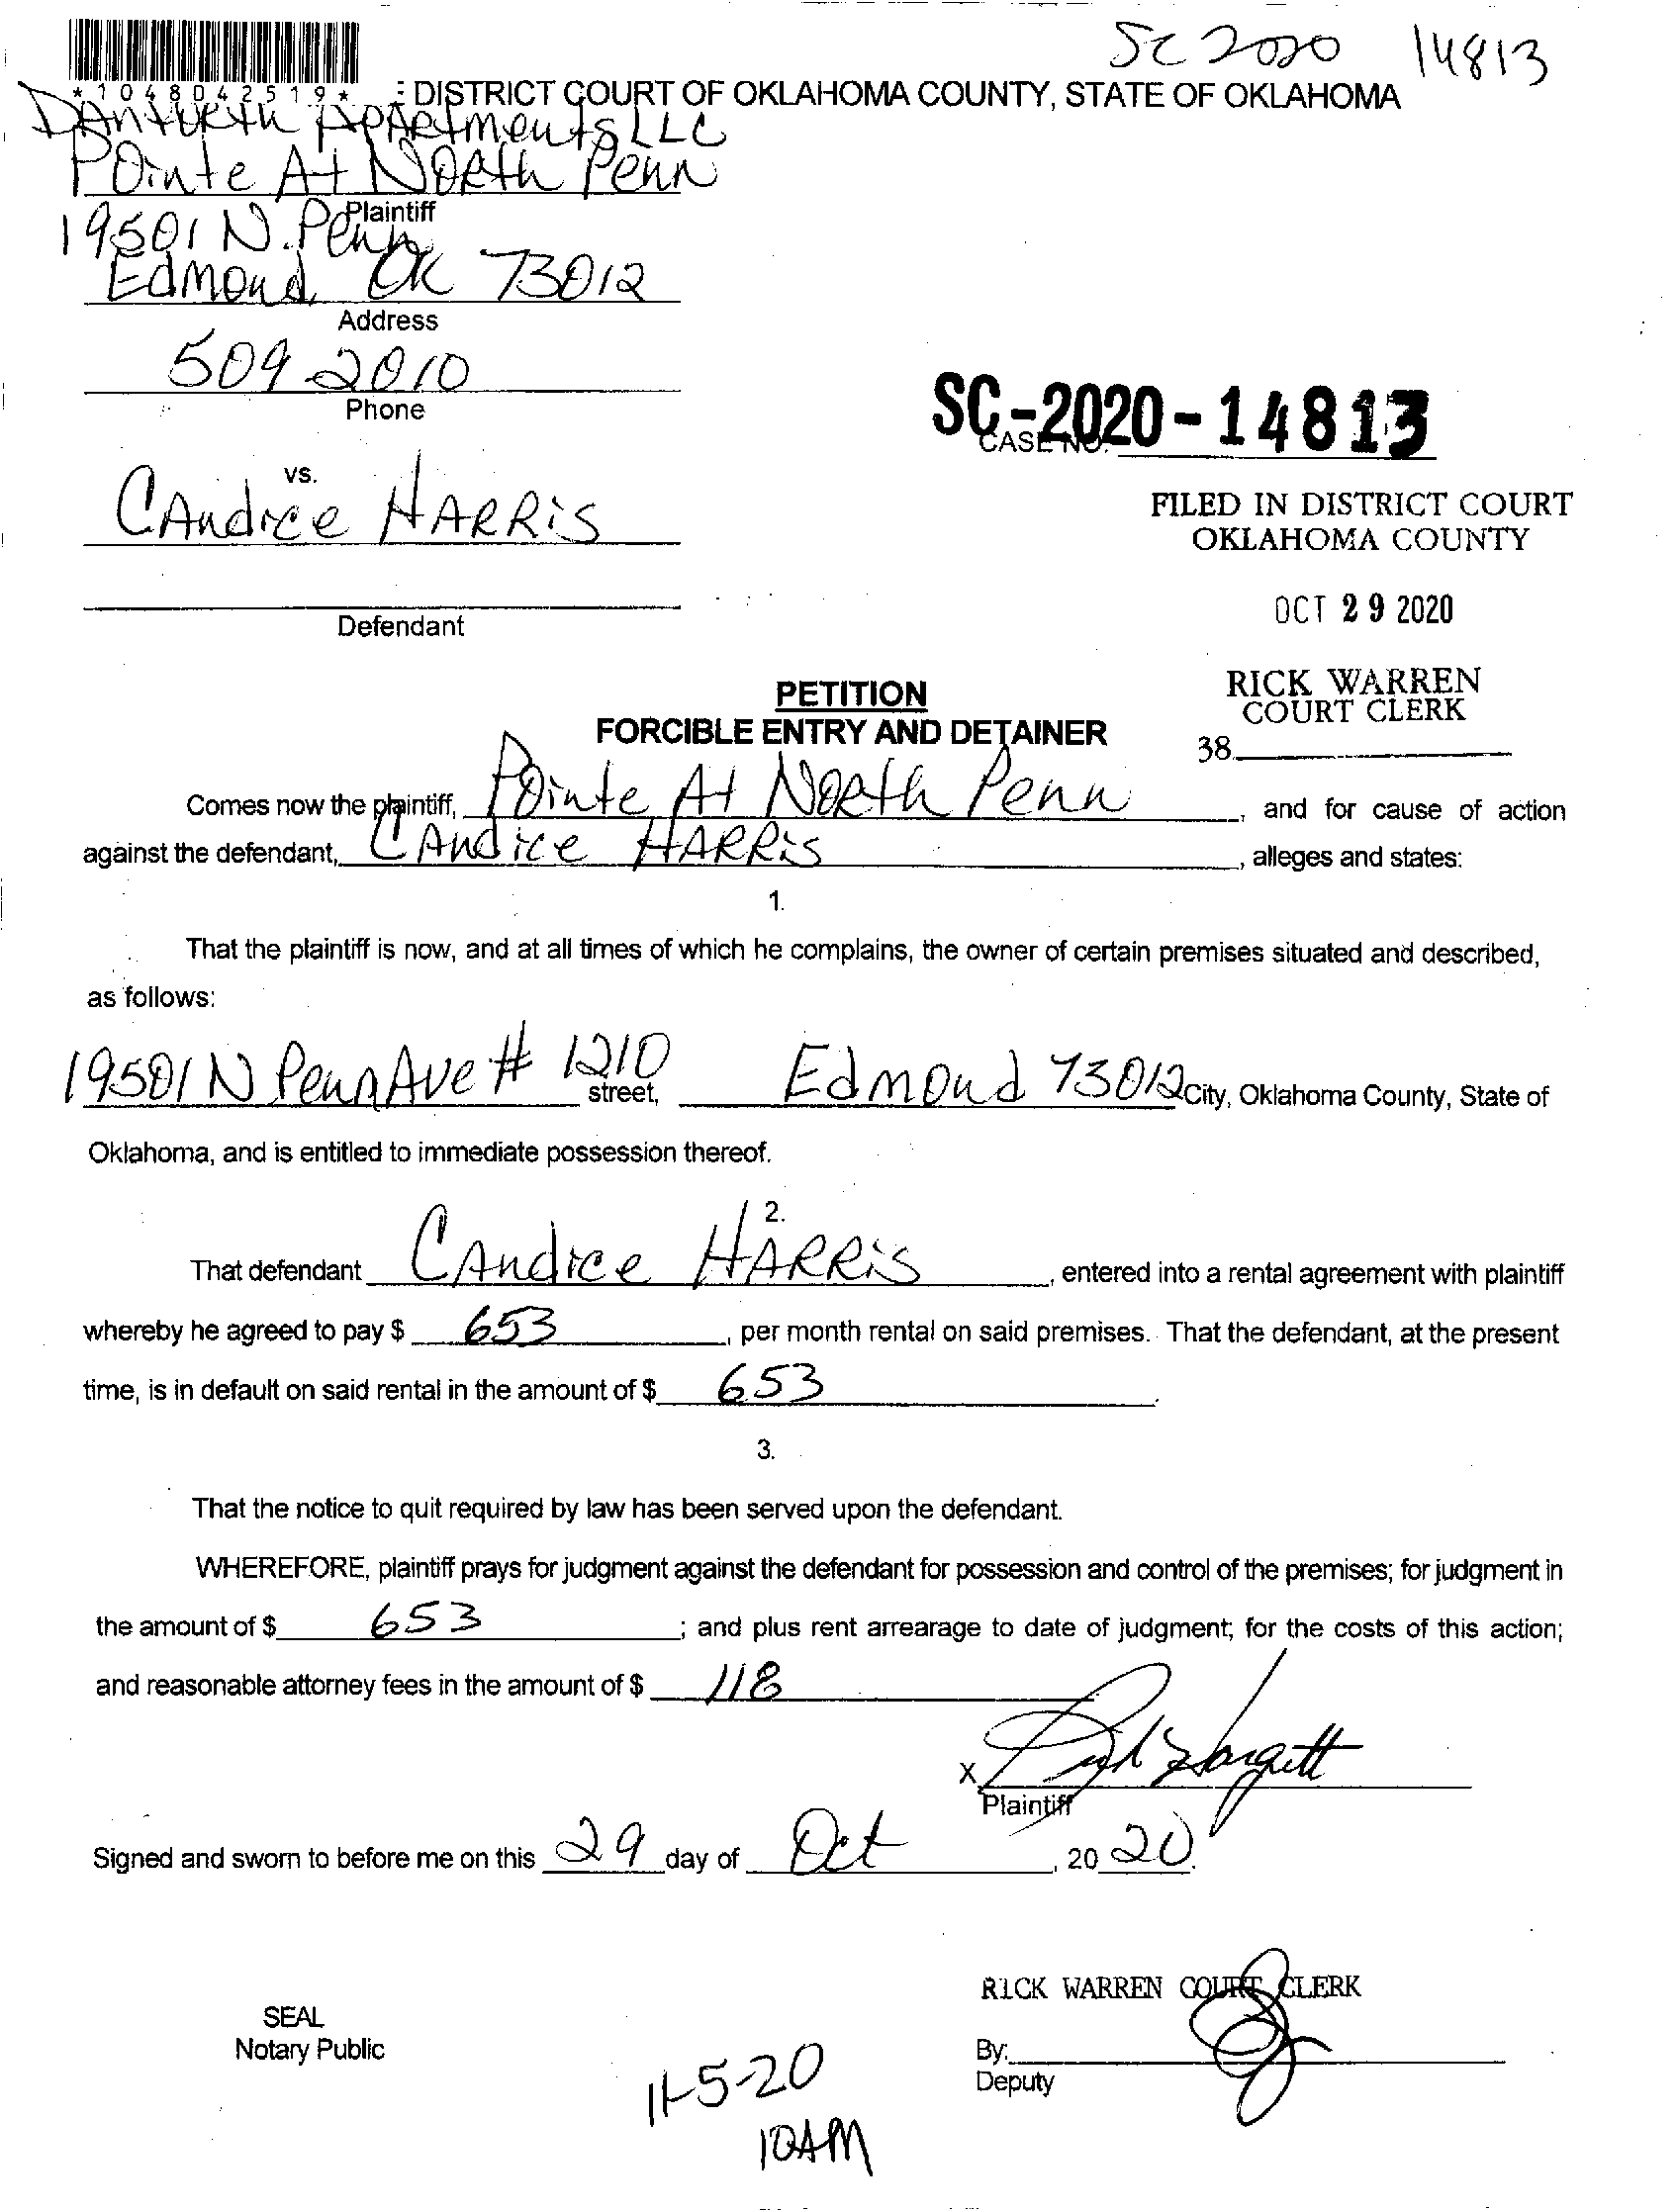 SC 2020 14813
*1048042519*
DISTRICT COURT OF OKLAHOMA COUNTY, STATE OF OKLAHOMA
Apartments LLC
Pointe At North Penn
Plaintiff
19501 N. Penn
Edmond, OK 73012
Address
509 2010
Phone
SC-2020-14813
CASE NO.
vs.
Candice Harris
FILED IN DISTRICT COURT
OKLAHOMA COUNTY
OCT 29 2020
Defendant
RICK WARREN
COURT CLERK
38
PETITION
FORCIBLE ENTRY AND DETAINER
Comes now the plaintiff, Pointe At North Penn, and for cause of action
against the defendant, Candice Harris, alleges and states:
1.
That the plaintiff is now, and at all times of which he complains, the owner of certain premises situated and described,
as follows:
19501 N Penn Ave # 1210 street, Edmond 73012 City, Oklahoma County, State of
Oklahoma, and is entitled to immediate possession thereof.
2.
That defendant Candice Harris, entered into a rental agreement with plaintiff
whereby he agreed to pay $ 653, per month rental on said premises. That the defendant, at the present
time, is in default on said rental in the amount of $ 653.
3.
That the notice to quit required by law has been served upon the defendant.
WHEREFORE, plaintiff prays for judgment against the defendant for possession and control of the premises; for judgment in
the amount of $ 653; and plus rent arrearage to date of judgment; for the costs of this action;
and reasonable attorney fees in the amount of $ 118
X
Plaintiff
Signed and sworn to before me on this 29 day of Oct, 20 20.
RICK WARREN COURT CLERK
SEAL
Notary Public
By:
Deputy
11-5-20
10AM